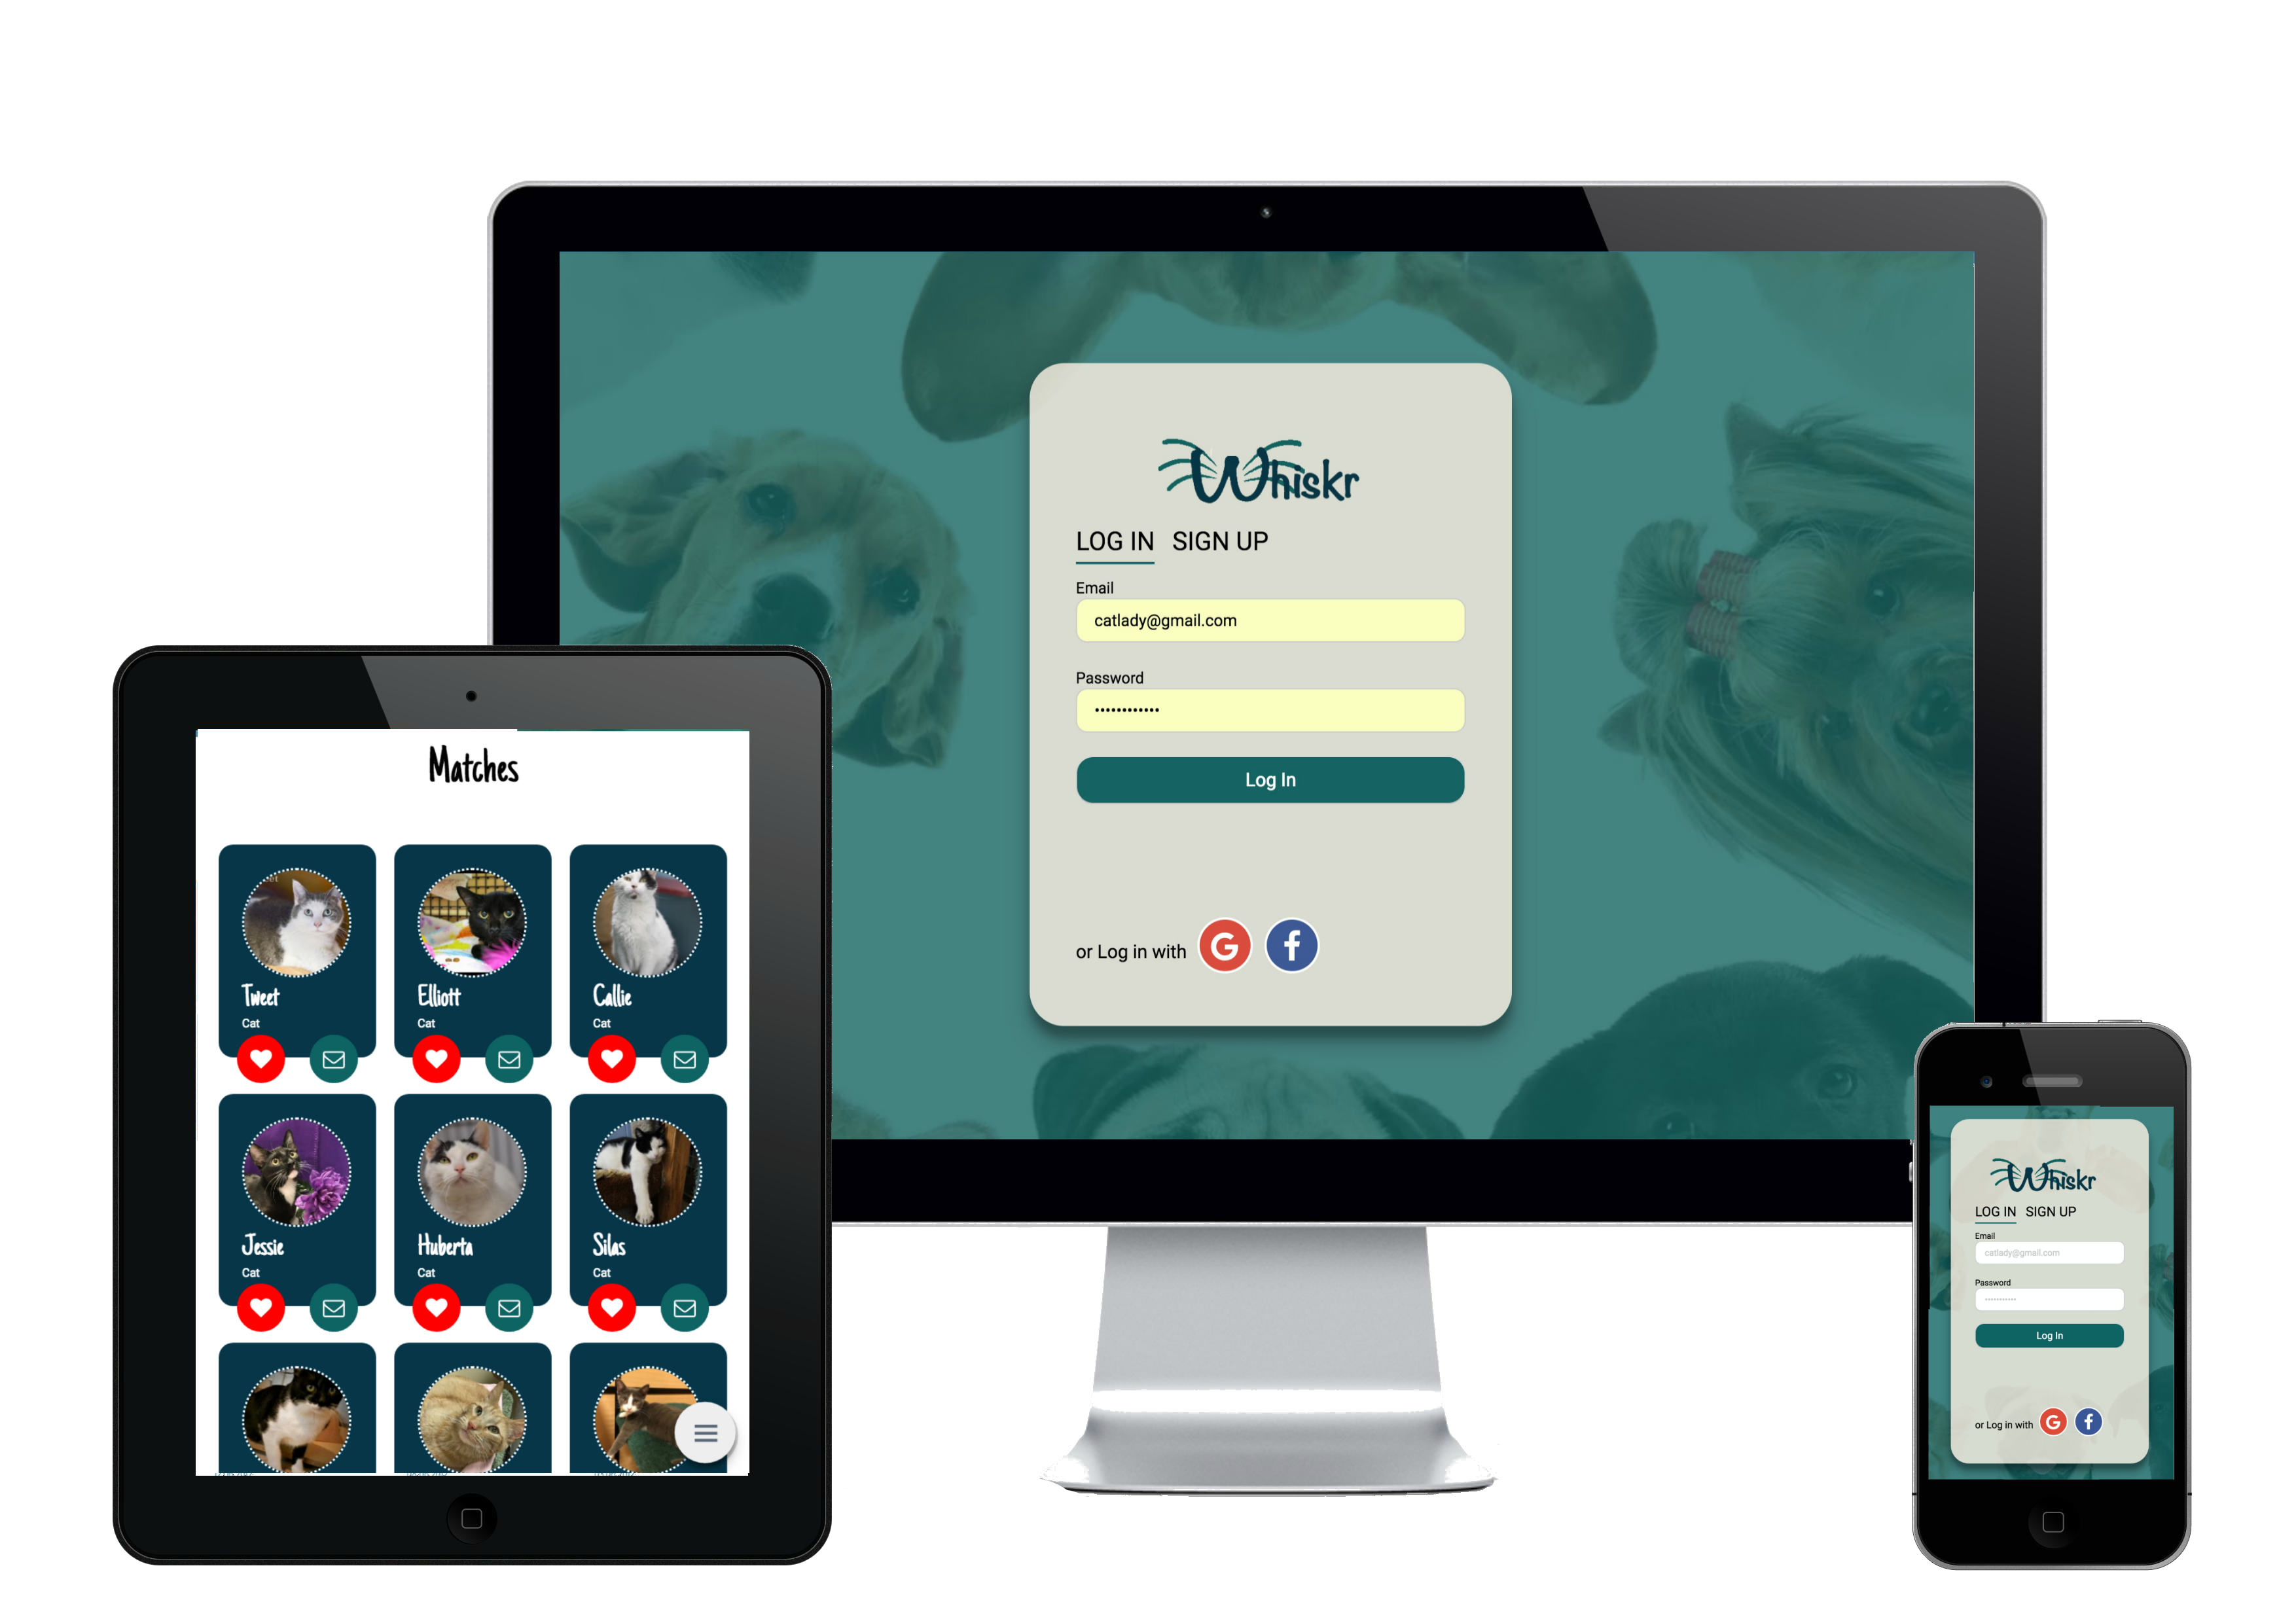 Whiskr
LOG IN SIGN UP
Email
catlady@gmail.com
Password
••••••••••••
Log In
or Log in with G f
Matches
Tweet Elliott Callie
Cat Cat Cat
Jessie Huberta Silas
Cat Cat Cat
Whiskr
LOG IN SIGN UP
Email
catlady@gmail.com
Password
•••••••••••
Log In
or Log in with G f